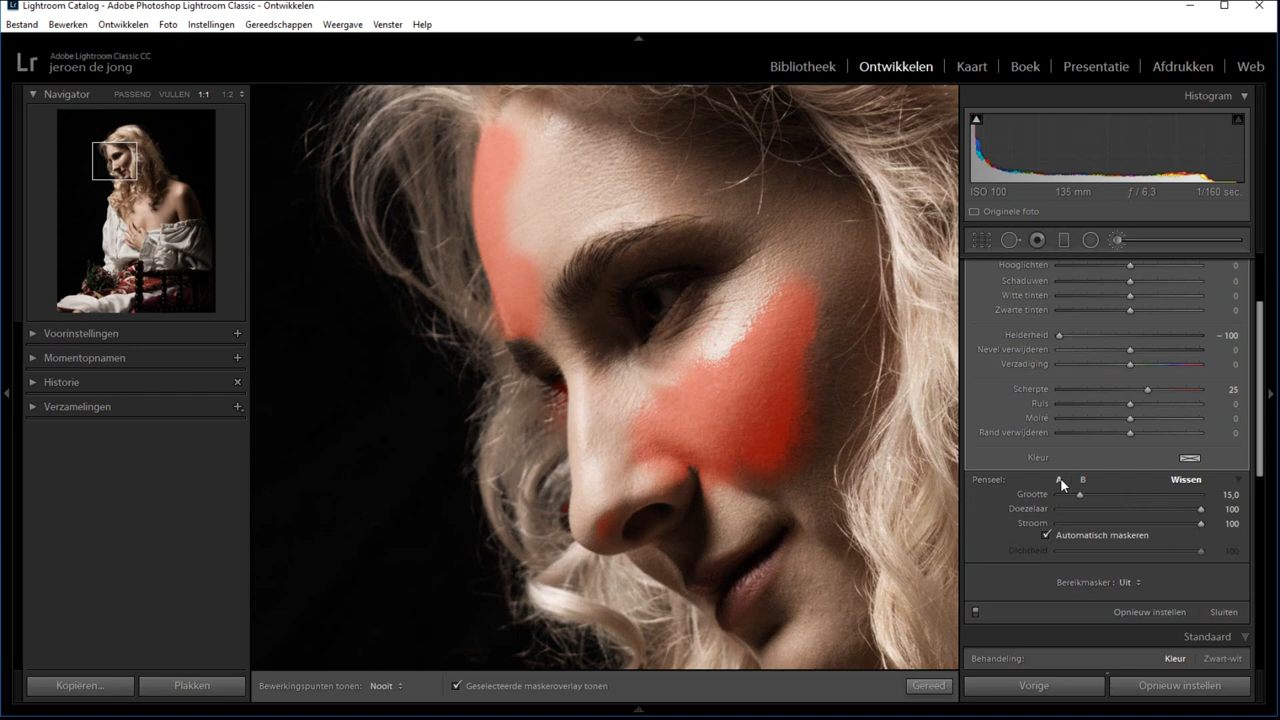 Lr Lightroom Catalog - Adobe Photoshop Lightroom Classic - Ontwikkelen
Bestand Bewerken Ontwikkelen Foto Instellingen Gereedschappen Weergave Venster Help
Lr Adobe Lightroom Classic CC
jeroen de jong
Bibliotheek Ontwikkelen Kaart Boek Presentatie Afdrukken Web
Navigator PASSEND VULLEN 1:1 1:2
Voorinstellingen
Momentopnamen
Historie
Verzamelingen
Kopiëren... Plakken
Bewerkingspunten tonen: Nooit Geselecteerde maskeroverlay tonen Gereed
Histogram
ISO 100 135 mm ƒ / 6,3 1/160 sec.
Originele foto
Hooglichten 0
Schaduwen 0
Witte tinten 0
Zwarte tinten 0
Helderheid – 100
Nevel verwijderen 0
Verzadiging 0
Scherpte 25
Ruis 0
Moiré 0
Rand verwijderen 0
Kleur
Penseel: A B Wissen
Grootte 15,0
Doezelaar 100
Stroom 100
Automatisch maskeren
Dichtheid 100
Bereikmasker : Uit
Opnieuw instellen Sluiten
Standaard
Behandeling: Kleur Zwart-wit
Vorige Opnieuw instellen